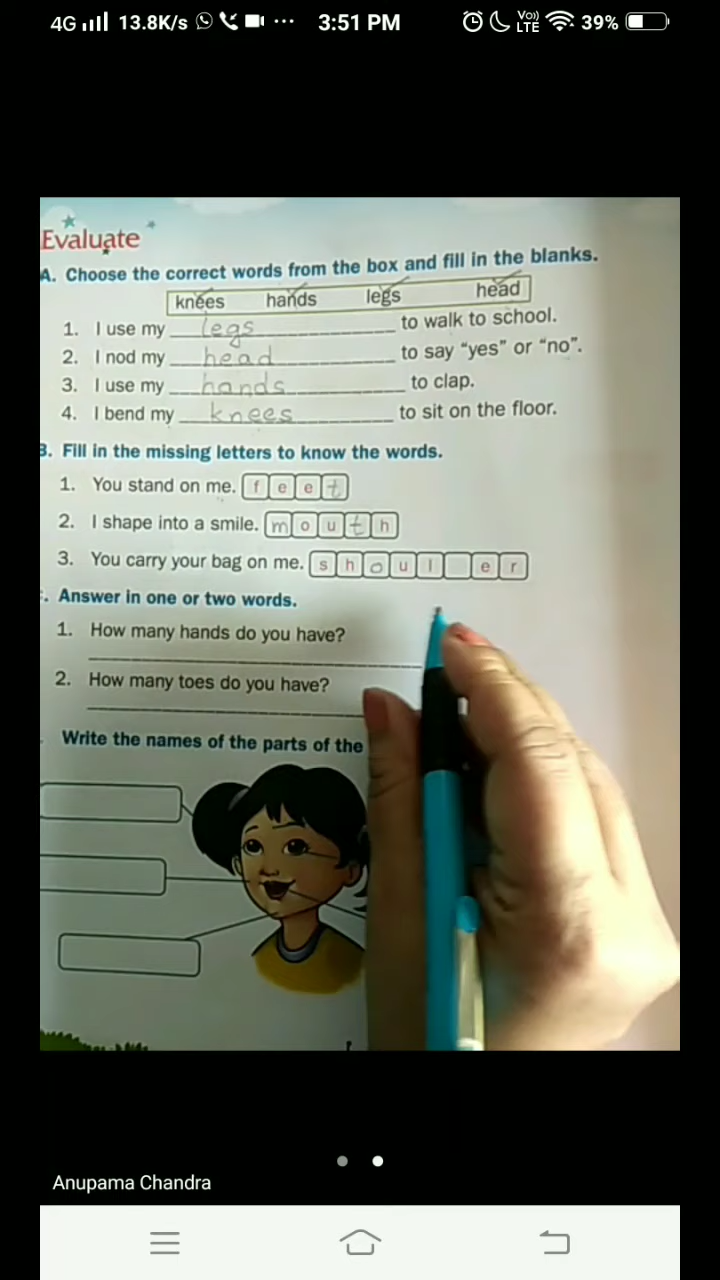 4G 13.8K/s ... 3:51 PM Vo) LTE 39%
Evaluate
A. Choose the correct words from the box and fill in the blanks.
knees hands legs head
1. I use my legs to walk to school.
2. I nod my head to say “yes” or “no”.
3. I use my hands to clap.
4. I bend my knees to sit on the floor.
B. Fill in the missing letters to know the words.
1. You stand on me. f e e t
2. I shape into a smile. m o u t h
3. You carry your bag on me. s h o u l e r
. Answer in one or two words.
1. How many hands do you have?
2. How many toes do you have?
Write the names of the parts of the
Anupama Chandra